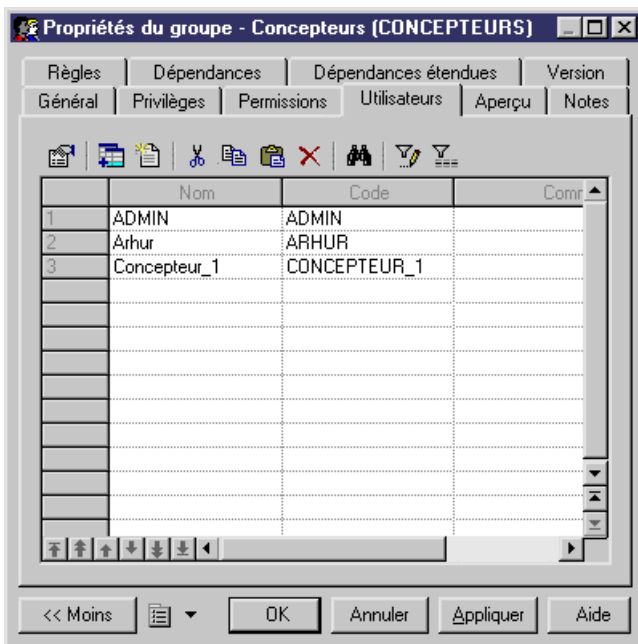 Propriétés du groupe - Concepteurs (CONCEPTEURS)
Règles Dépendances Dépendances étendues Version
Général Privilèges Permissions Utilisateurs Aperçu Notes
Nom Code Comm
1 ADMIN ADMIN
2 Arhur ARHUR
3 Concepteur_1 CONCEPTEUR_1
<< Moins OK Annuler Appliquer Aide